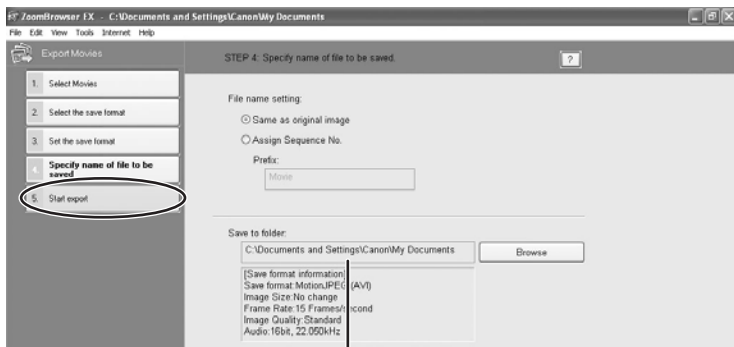 ZoomBrowser EX - C:\Documents and Settings\Canon\My Documents
File Edit View Tools Internet Help
Export Movies
STEP 4: Specify name of file to be saved.
?
1. Select Movies
2. Select the save format
3. Set the save format
4. Specify name of file to be saved
5. Start export
File name setting:
Same as original image
Assign Sequence No.
Prefix:
Movie
Save to folder:
C:\Documents and Settings\Canon\My Documents
Browse
[Save format information]
Save format:MotionJPEG (AVI)
Image Size:No change
Frame Rate:15 Frames/second
Image Quality:Standard
Audio:16bit, 22.050kHz